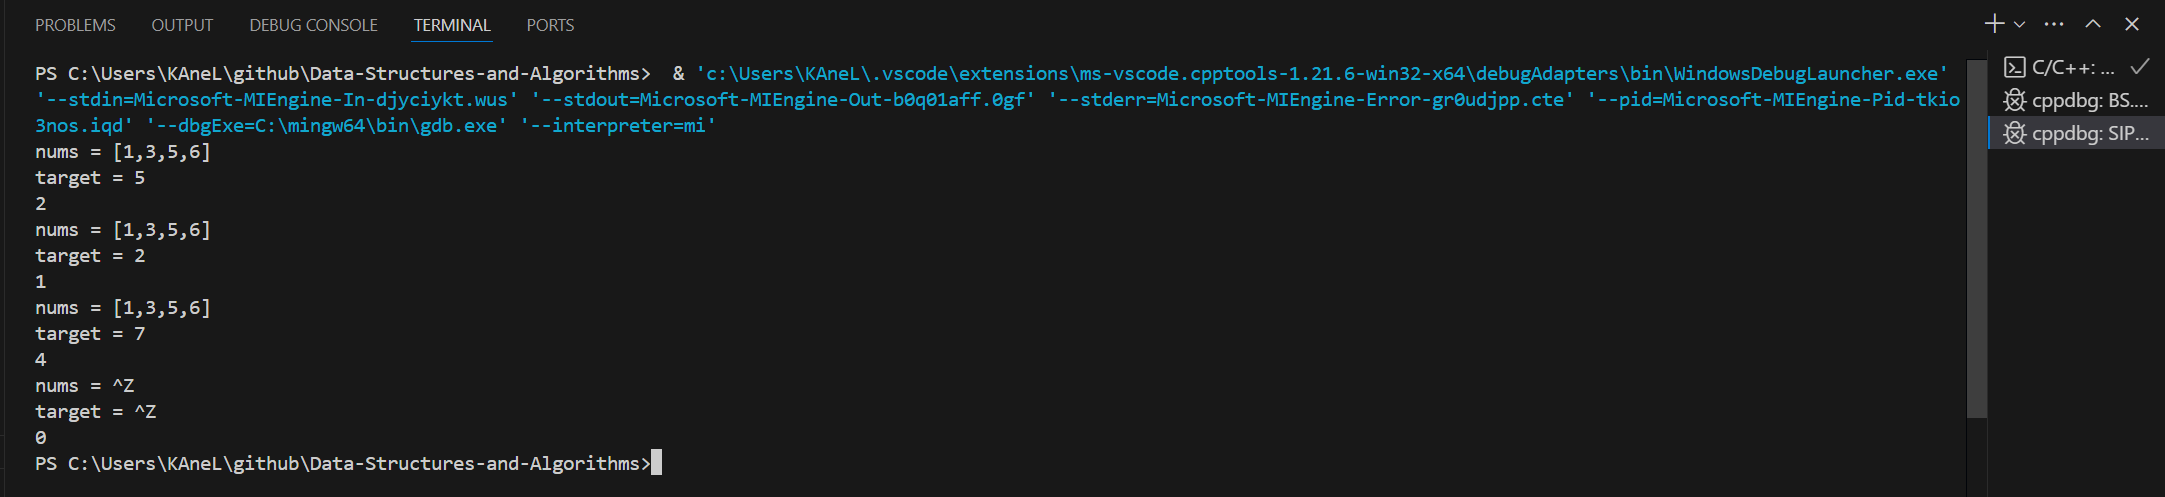 PROBLEMS OUTPUT DEBUG CONSOLE TERMINAL PORTS
PS C:\Users\KAneL\github\Data-Structures-and-Algorithms>  & 'c:\Users\KAneL\.vscode\extensions\ms-vscode.cpptools-1.21.6-win32-x64\debugAdapters\bin\WindowsDebugLauncher.exe'
'--stdin=Microsoft-MIEngine-In-djyciykt.wus' '--stdout=Microsoft-MIEngine-Out-b0q01aff.0gf' '--stderr=Microsoft-MIEngine-Error-gr0udjpp.cte' '--pid=Microsoft-MIEngine-Pid-tkio
3nos.iqd' '--dbgExe=C:\mingw64\bin\gdb.exe' '--interpreter=mi'
nums = [1,3,5,6]
target = 5
2
nums = [1,3,5,6]
target = 2
1
nums = [1,3,5,6]
target = 7
4
nums = ^Z
target = ^Z
0
PS C:\Users\KAneL\github\Data-Structures-and-Algorithms>
C/C++: ...
cppdbg: BS....
cppdbg: SIP...